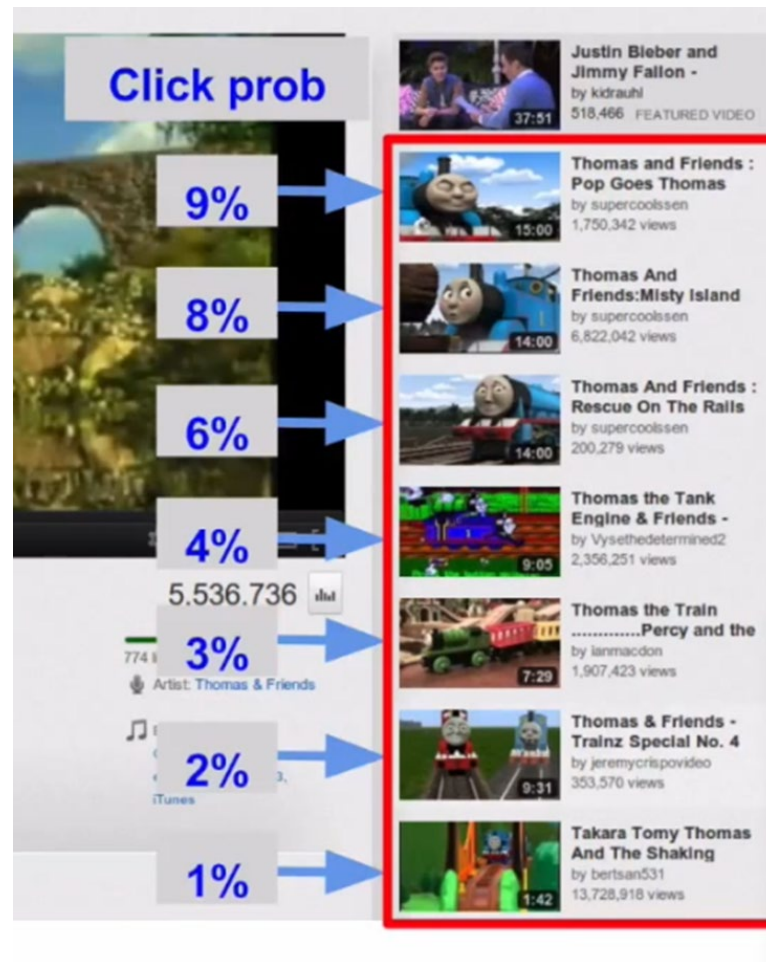 Click prob
9%
8%
6%
4%
3%
2%
1%
5,536,736
774
Artist: Thomas & Friends
3,
iTunes
37:51
Justin Bieber and
Jimmy Fallon -
by kidrauhl
518,466 FEATURED VIDEO
15:00
Thomas and Friends :
Pop Goes Thomas
by supercoolssen
1,750,342 views
14:00
Thomas And
Friends:Misty Island
by supercoolssen
6,822,042 views
14:00
Thomas And Friends :
Rescue On The Rails
by supercoolssen
200,279 views
9:05
Thomas the Tank
Engine & Friends -
by Vysethedetermined2
2,356,251 views
7:29
Thomas the Train
.............Percy and the
by ianmacdon
1,907,423 views
9:31
Thomas & Friends -
Trainz Special No. 4
by jeremycrispovideo
353,570 views
1:42
Takara Tomy Thomas
And The Shaking
by bertsan531
13,728,918 views